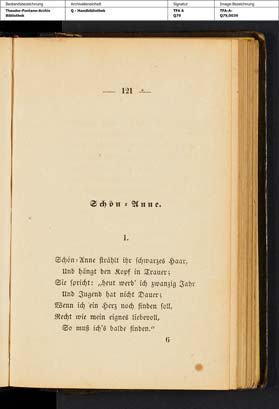 Bestandsbezeichnung Archivalieneinheit Signatur Image-Bezeichnung
Theodor-Fontane-Archiv Bibliothek Q - Handbibliothek TFA A Q79 TFA-A-Q79,0039
121
Schön-Anne.
1.
Schön-Anne strählt ihr schwarzes Haar,
Und hängt den Kopf in Trauer;
Sie spricht: „heut werd' ich zwanzig Jahr
Und Jugend hat nicht Dauer;
Wenn ich ein Herz noch finden soll,
Recht wie mein eignes liebevoll,
So muß ich's balde finden.“
6